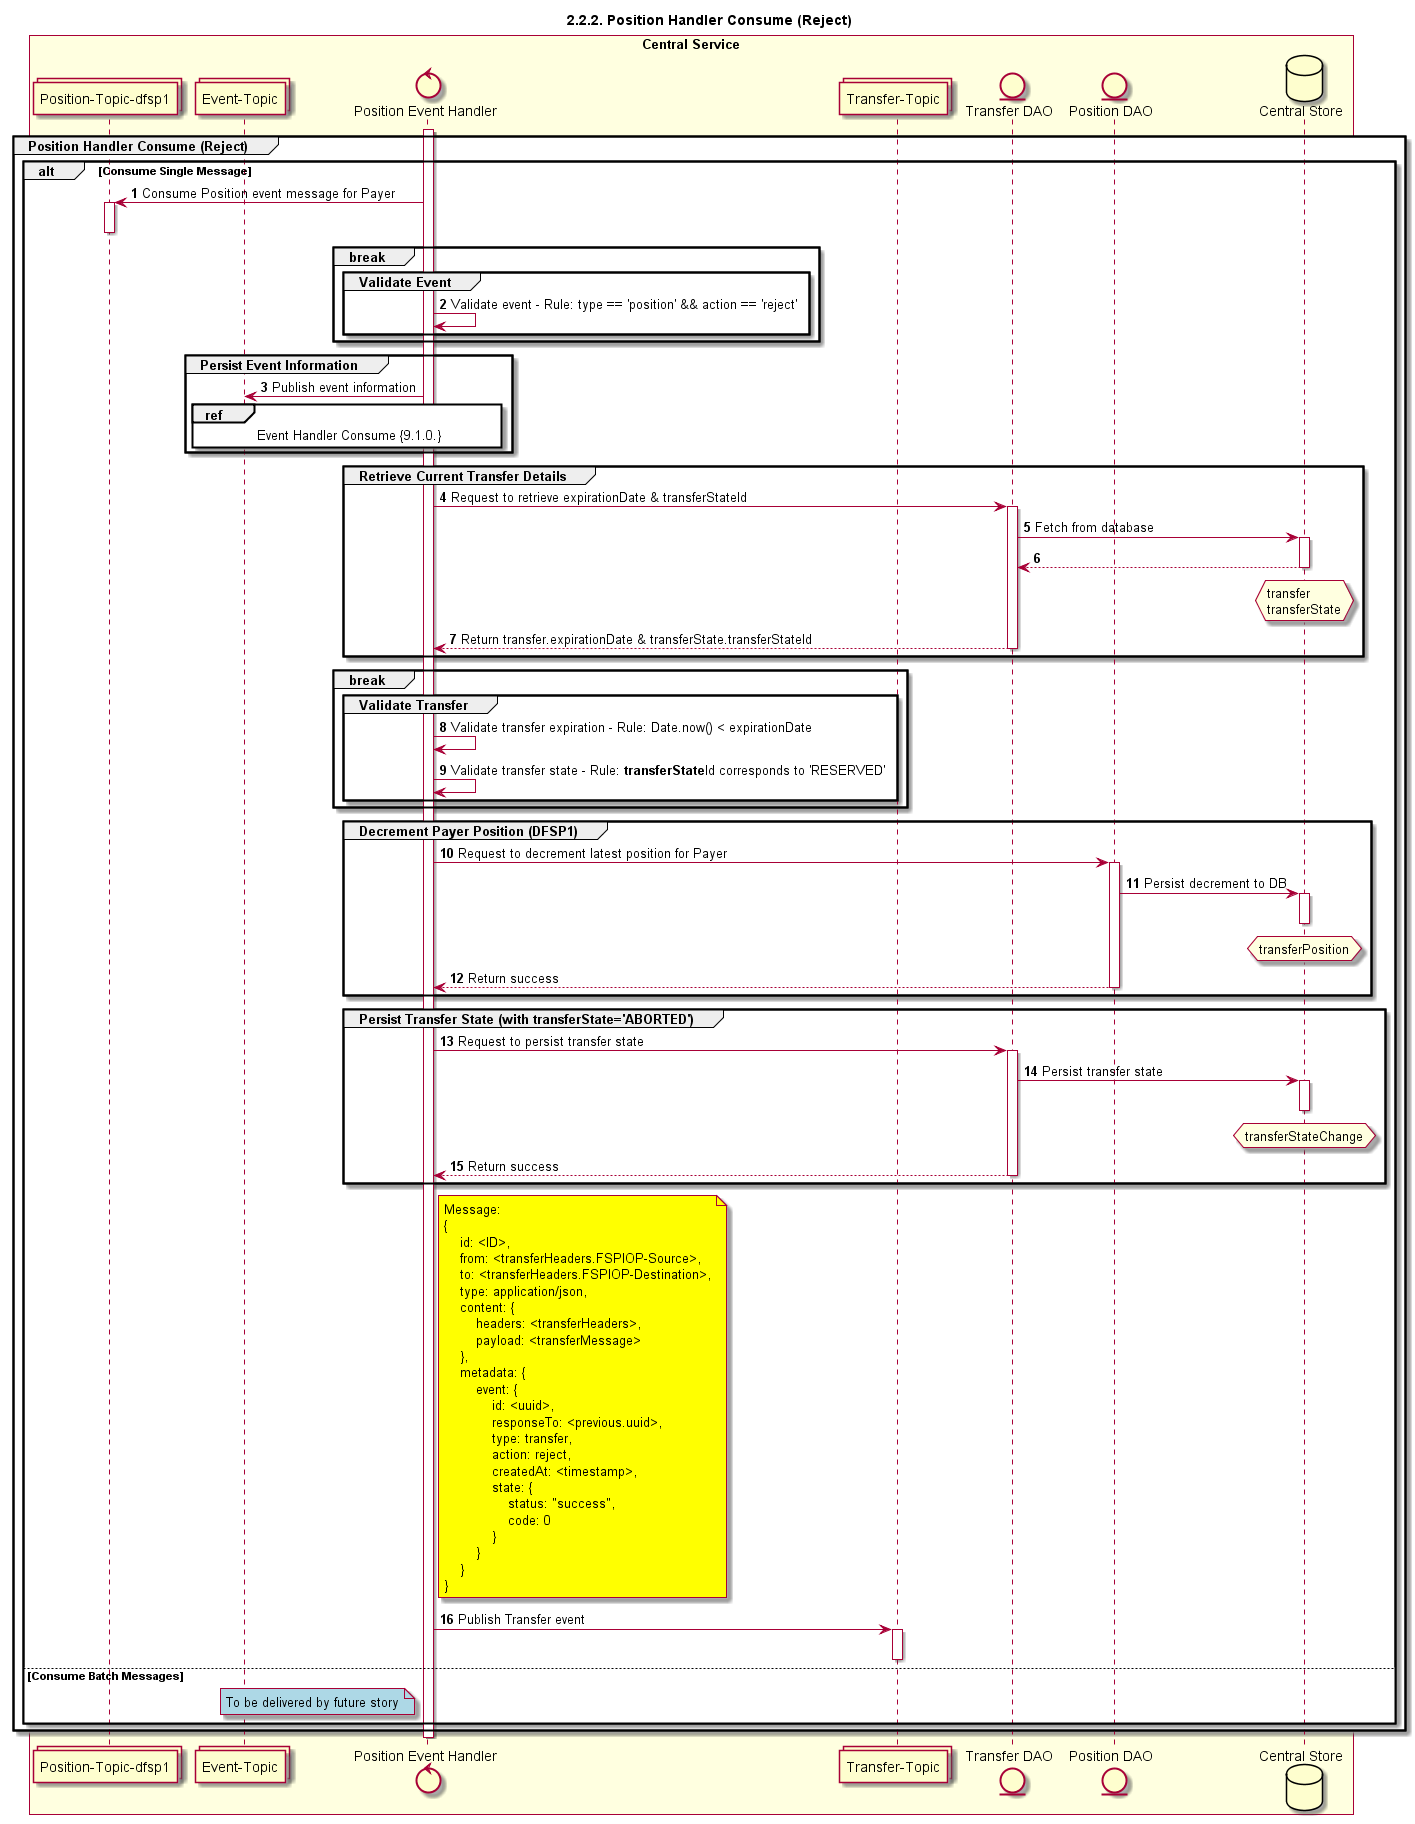 2.2.2. Position Handler Consume (Reject)
Central Service
Position-Topic-dfsp1
Event-Topic
Position Event Handler
Transfer-Topic
Transfer DAO
Position DAO
Central Store
Position Handler Consume (Reject)
alt [Consume Single Message]
1 Consume Position event message for Payer
break
Validate Event
2 Validate event - Rule: type == 'position' && action == 'reject'
Persist Event Information
3 Publish event information
ref
Event Handler Consume {9.1.0.}
Retrieve Current Transfer Details
4 Request to retrieve expirationDate & transferStateId
5 Fetch from database
6
transfer
transferState
7 Return transfer.expirationDate & transferState.transferStateId
break
Validate Transfer
8 Validate transfer expiration - Rule: Date.now() < expirationDate
9 Validate transfer state - Rule: transferStateId corresponds to 'RESERVED'
Decrement Payer Position (DFSP1)
10 Request to decrement latest position for Payer
11 Persist decrement to DB
transferPosition
12 Return success
Persist Transfer State (with transferState='ABORTED')
13 Request to persist transfer state
14 Persist transfer state
transferStateChange
15 Return success
Message:
{
id: <ID>,
from: <transferHeaders.FSPIOP-Source>,
to: <transferHeaders.FSPIOP-Destination>,
type: application/json,
content: {
headers: <transferHeaders>,
payload: <transferMessage>
},
metadata: {
event: {
id: <uuid>,
responseTo: <previous.uuid>,
type: transfer,
action: reject,
createdAt: <timestamp>,
state: {
status: "success",
code: 0
}
}
}
}
16 Publish Transfer event
[Consume Batch Messages]
To be delivered by future story
Position-Topic-dfsp1
Event-Topic
Position Event Handler
Transfer-Topic
Transfer DAO
Position DAO
Central Store